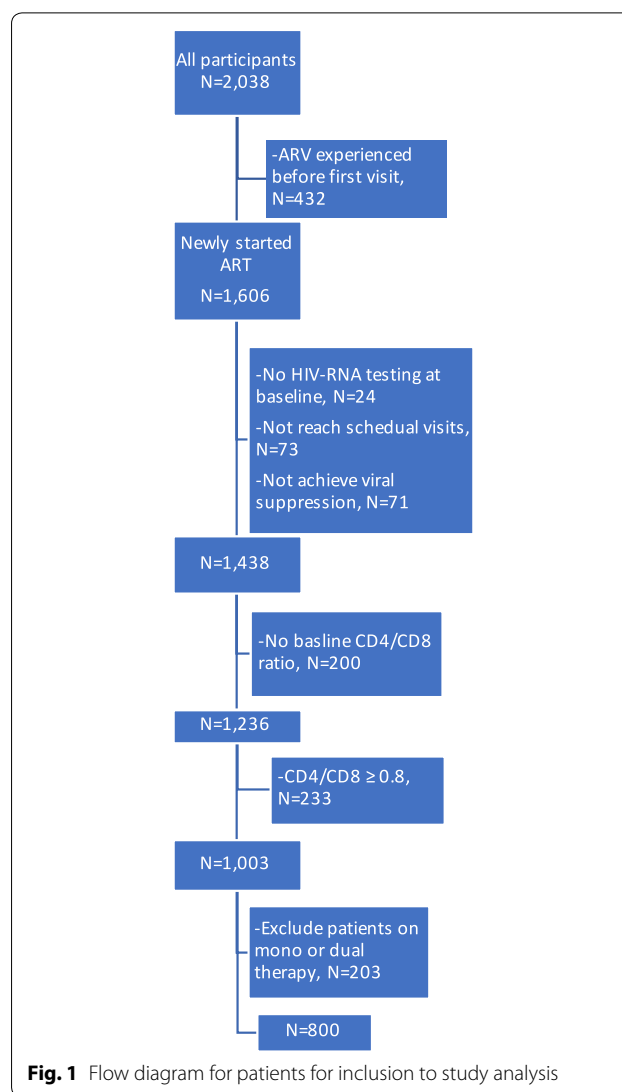 All participants
N=2,038
-ARV experienced
before first visit,
N=432
Newly started
ART
N=1,606
-No HIV-RNA testing at
baseline, N=24
-Not reach schedual visits,
N=73
-Not achieve viral
suppression, N=71
N=1,438
-No basline CD4/CD8
ratio, N=200
N=1,236
-CD4/CD8 ≥ 0.8,
N=233
N=1,003
-Exclude patients on
mono or dual
therapy, N=203
N=800
Fig. 1 Flow diagram for patients for inclusion to study analysis